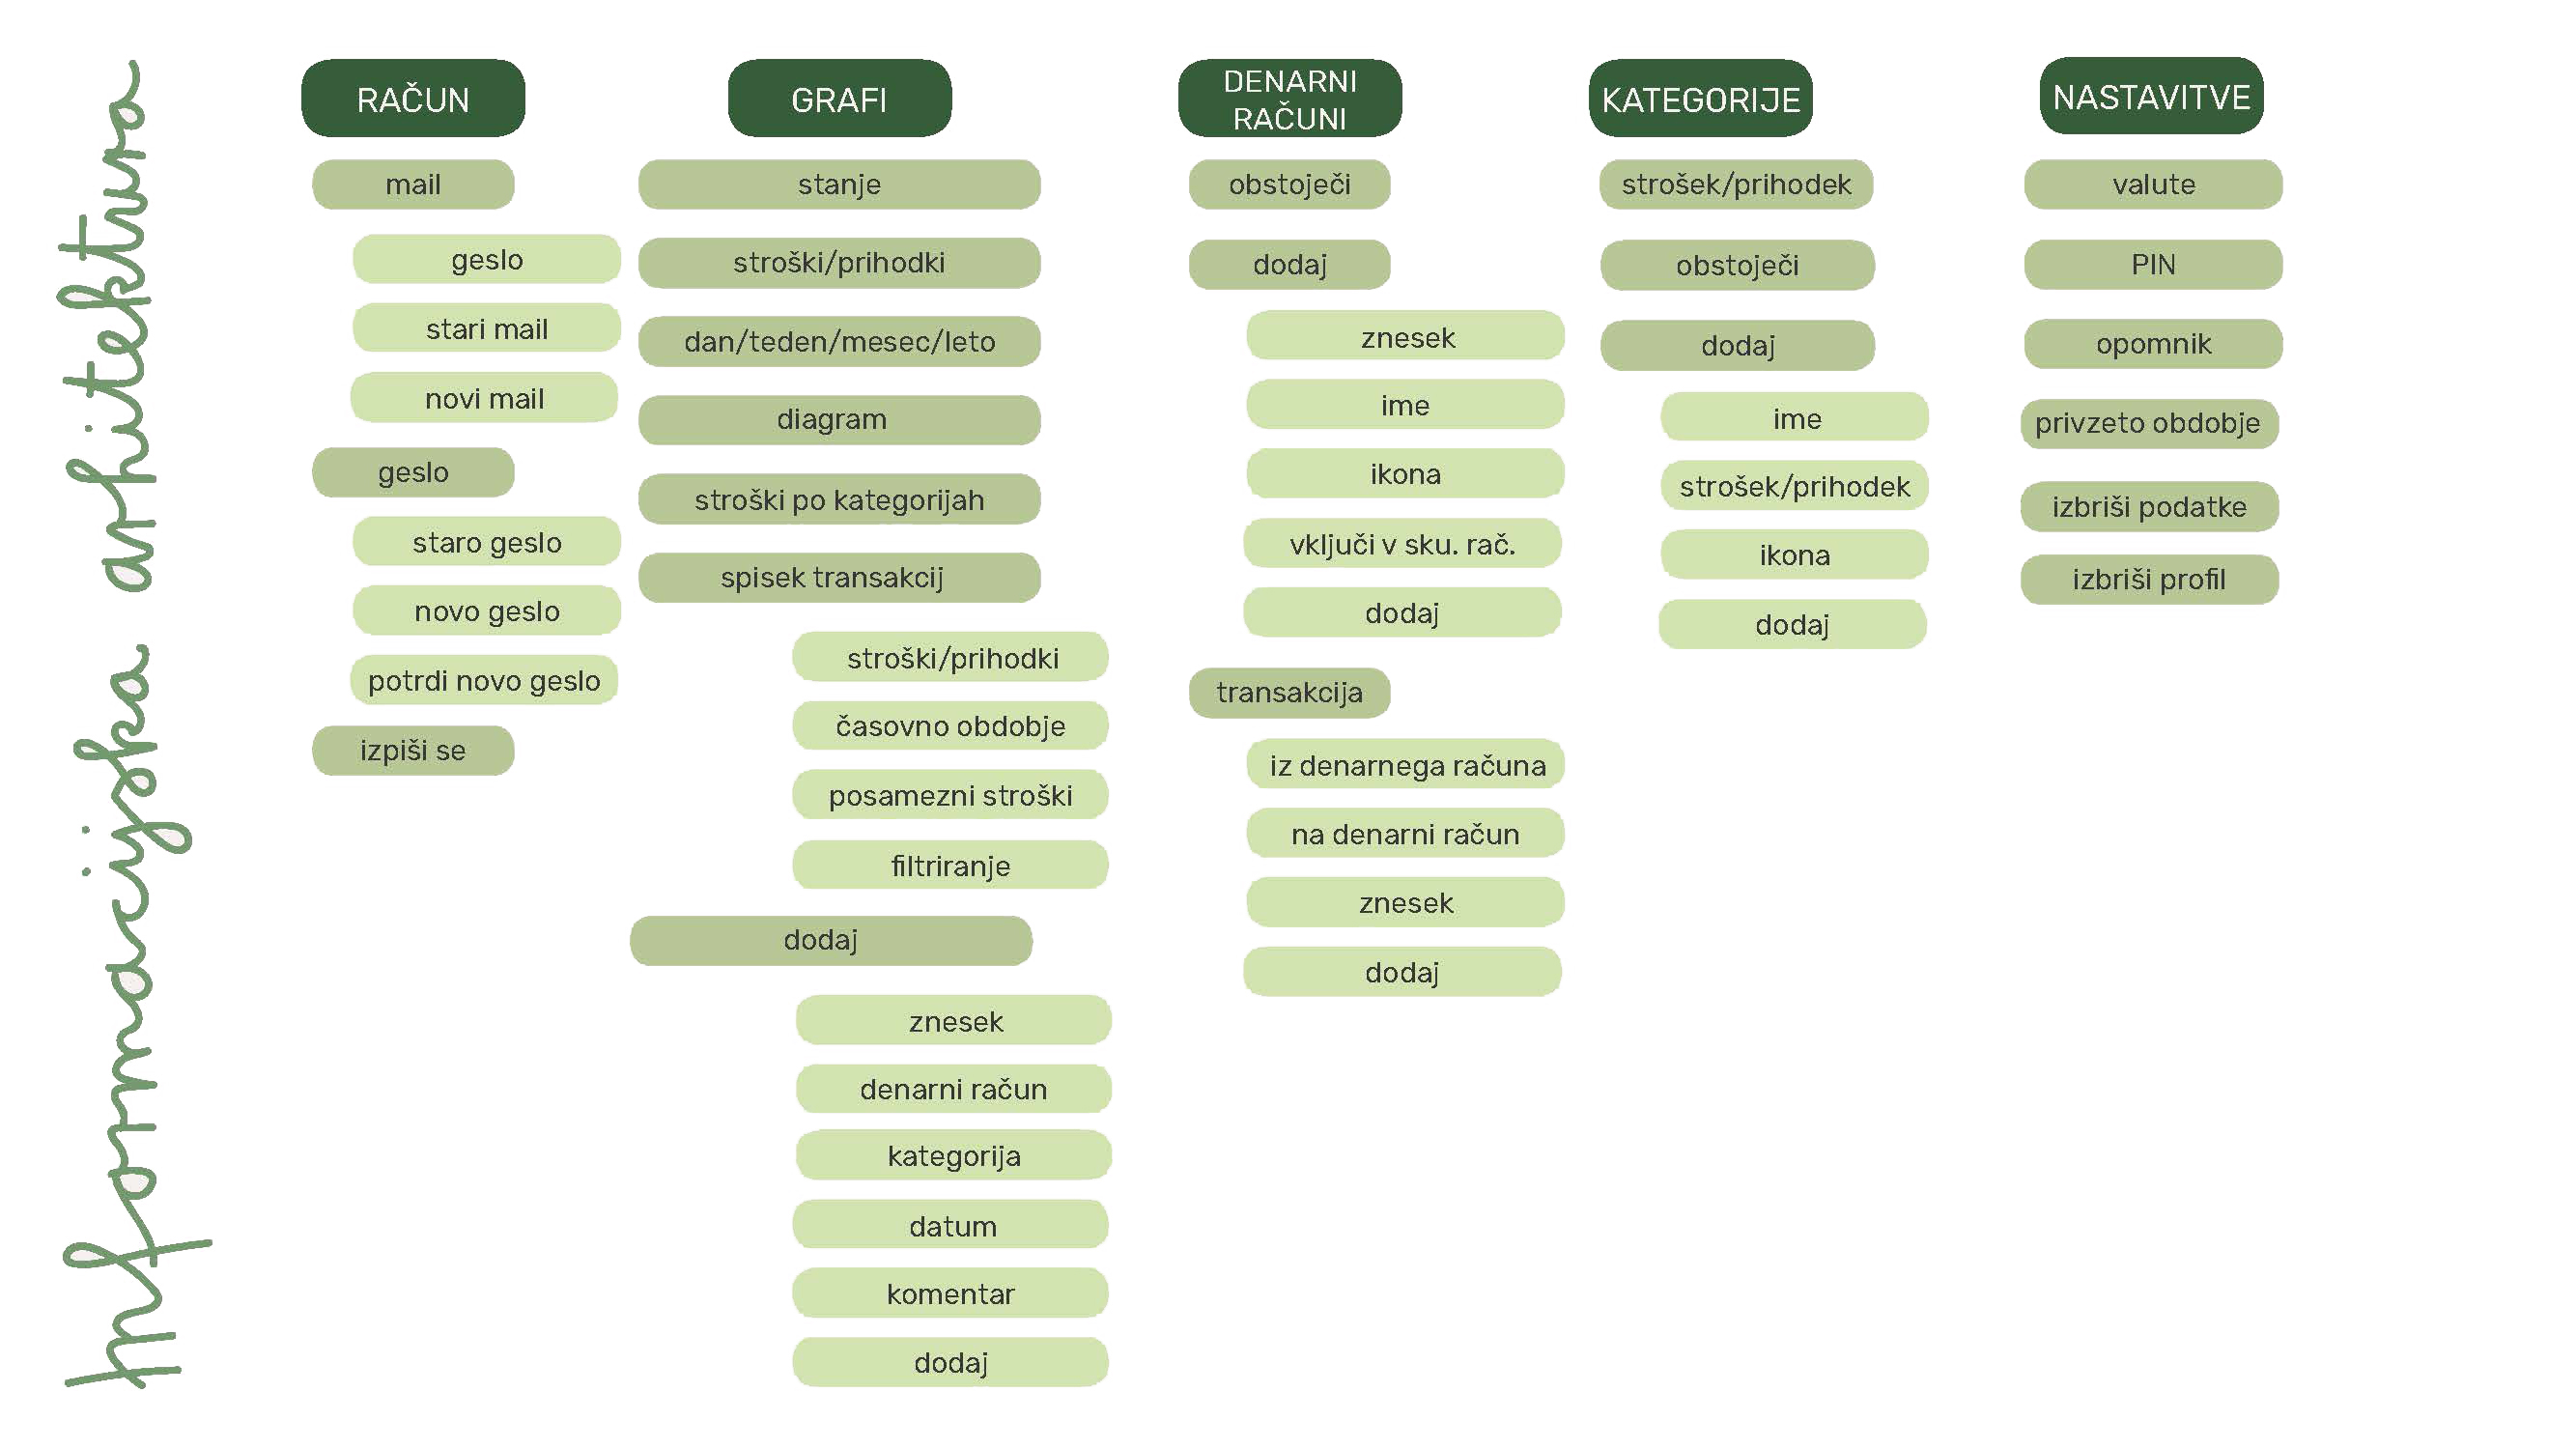 Informacijska arhitektura
RAČUN
mail
geslo
stari mail
novi mail
geslo
staro geslo
novo geslo
potrdi novo geslo
izpiši se
GRAFI
stanje
stroški/prihodki
dan/teden/mesec/leto
diagram
stroški po kategorijah
spisek transakcij
stroški/prihodki
časovno obdobje
posamezni stroški
filtriranje
dodaj
znesek
denarni račun
kategorija
datum
komentar
dodaj
DENARNI
RAČUNI
obstoječi
dodaj
znesek
ime
ikona
vključi v sku. rač.
dodaj
transakcija
iz denarnega računa
na denarni račun
znesek
dodaj
KATEGORIJE
strošek/prihodek
obstoječi
dodaj
ime
strošek/prihodek
ikona
dodaj
NASTAVITVE
valute
PIN
opomnik
privzeto obdobje
izbriši podatke
izbriši profil